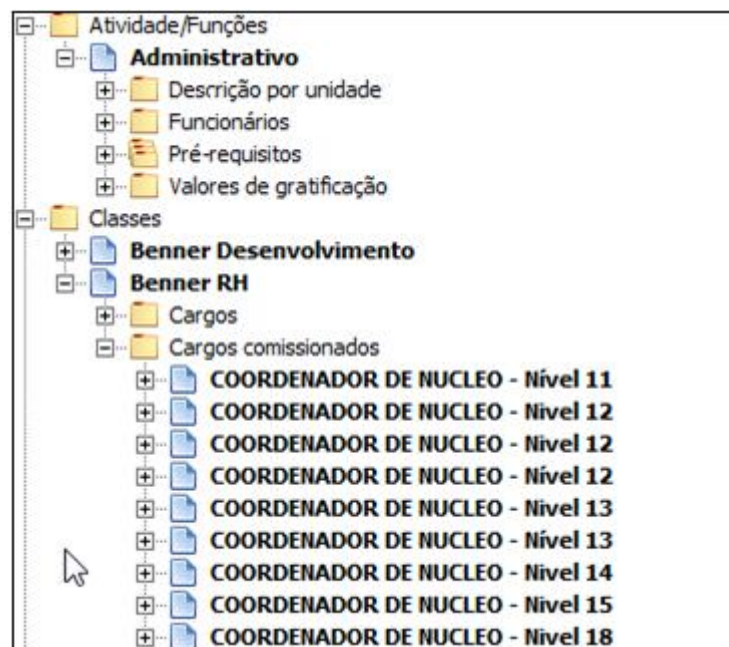 Atividade/Funções
Administrativo
Descrição por unidade
Funcionários
Pré-requisitos
Valores de gratificação
Classes
Benner Desenvolvimento
Benner RH
Cargos
Cargos comissionados
COORDENADOR DE NUCLEO - Nível 11
COORDENADOR DE NUCLEO - Nível 12
COORDENADOR DE NUCLEO - Nível 12
COORDENADOR DE NUCLEO - Nível 12
COORDENADOR DE NUCLEO - Nível 13
COORDENADOR DE NUCLEO - Nível 13
COORDENADOR DE NUCLEO - Nivel 14
COORDENADOR DE NUCLEO - Nivel 15
COORDENADOR DE NUCLEO - Nivel 18